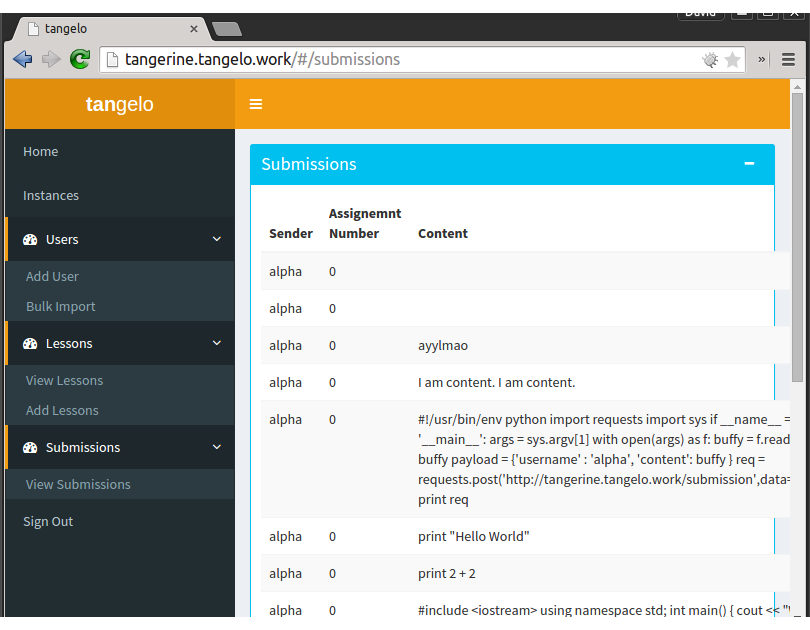 David
tangelo
tangerine.tangelo.work/#/submissions
tangelo
Home
Instances
Users
Add User
Bulk Import
Lessons
View Lessons
Add Lessons
Submissions
View Submissions
Sign Out
Submissions
Sender Assignemnt Number Content
alpha 0
alpha 0
alpha 0 ayylmao
alpha 0 I am content. I am content.
alpha 0 #!/usr/bin/env python import requests import sys if __name__ =
'__main__': args = sys.argv[1] with open(args) as f: buffy = f.read
buffy payload = {'username' : 'alpha', 'content': buffy } req =
requests.post('http://tangerine.tangelo.work/submission',data=
print req
alpha 0 print "Hello World"
alpha 0 print 2 + 2
alpha 0 #include <iostream> using namespace std; int main() { cout << "